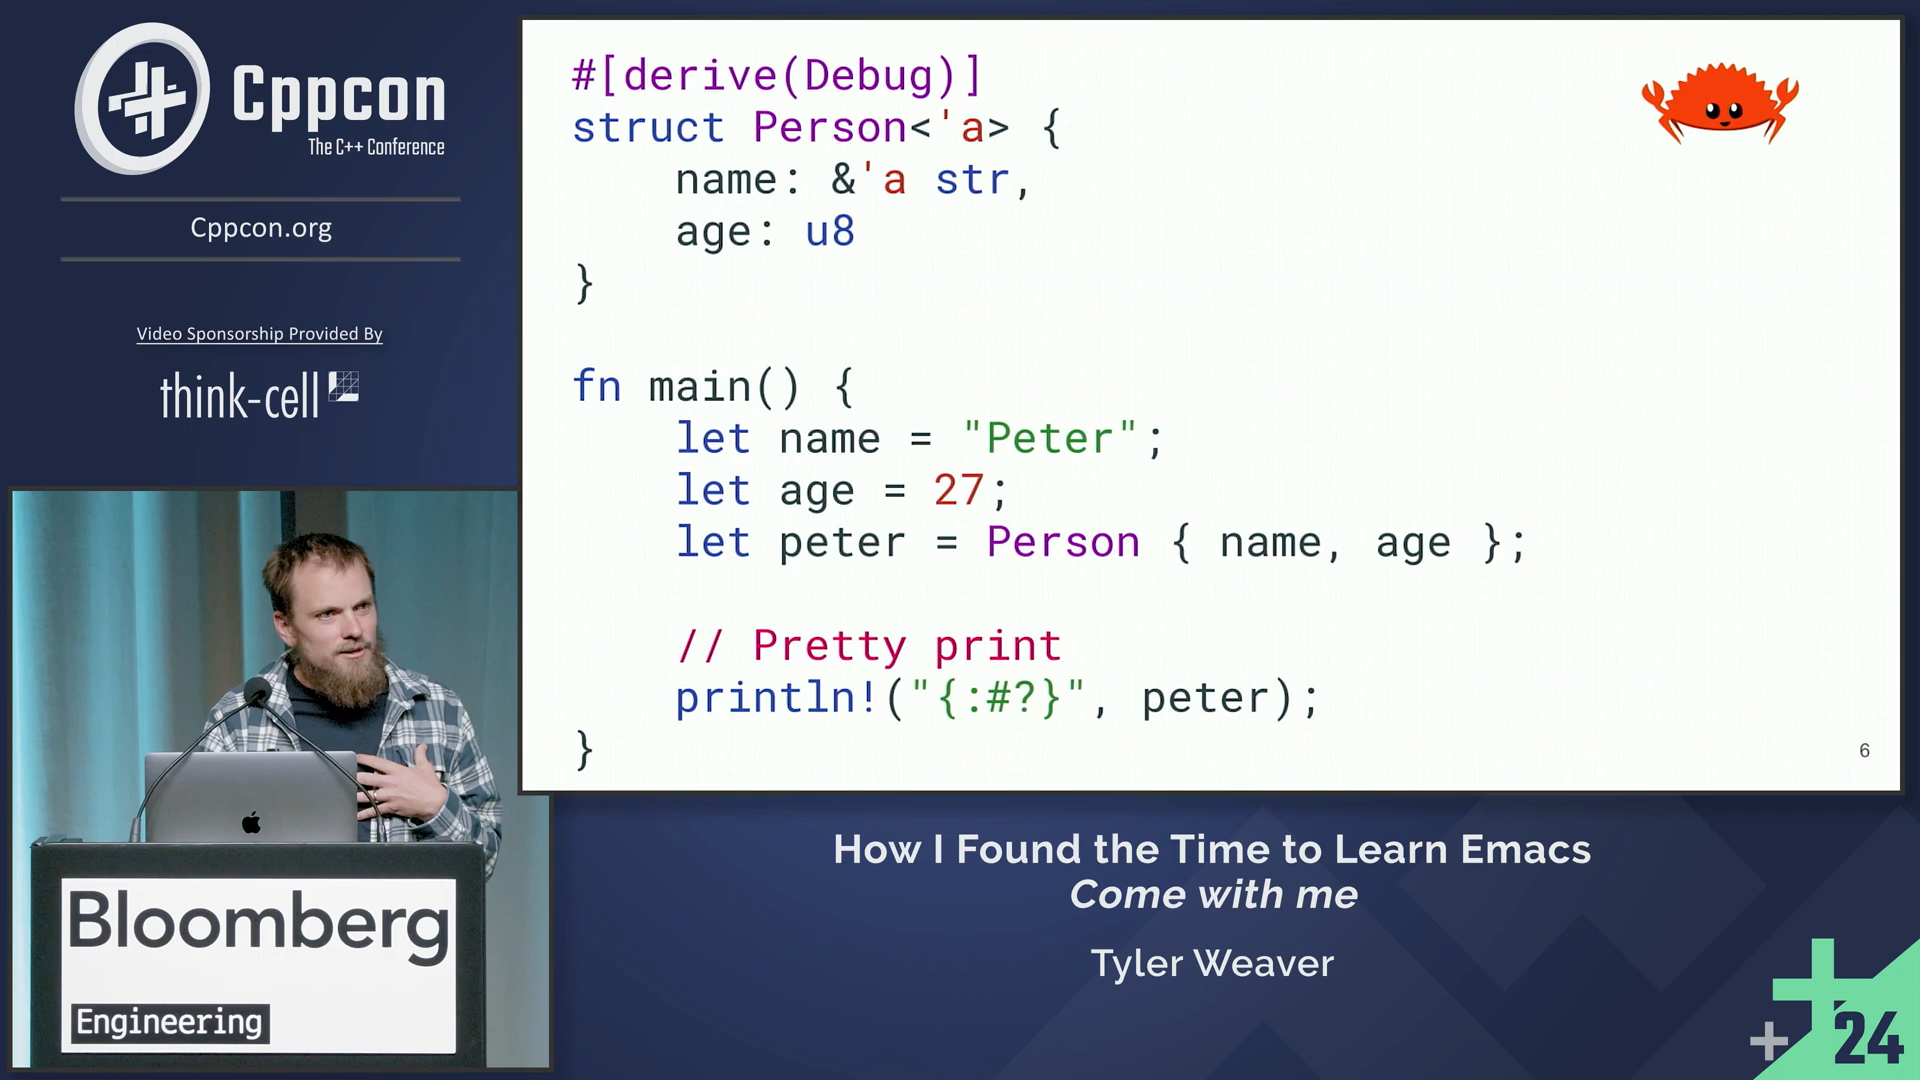 Cppcon
The C++ Conference
Cppcon.org
Video Sponsorship Provided By
think-cell
#[derive(Debug)]
struct Person<'a> {
    name: &'a str,
    age: u8
}
fn main() {
    let name = "Peter";
    let age = 27;
    let peter = Person { name, age };
    // Pretty print
    println!("{:#?}", peter);
}
6
Bloomberg
Engineering
How I Found the Time to Learn Emacs
Come with me
Tyler Weaver
+24